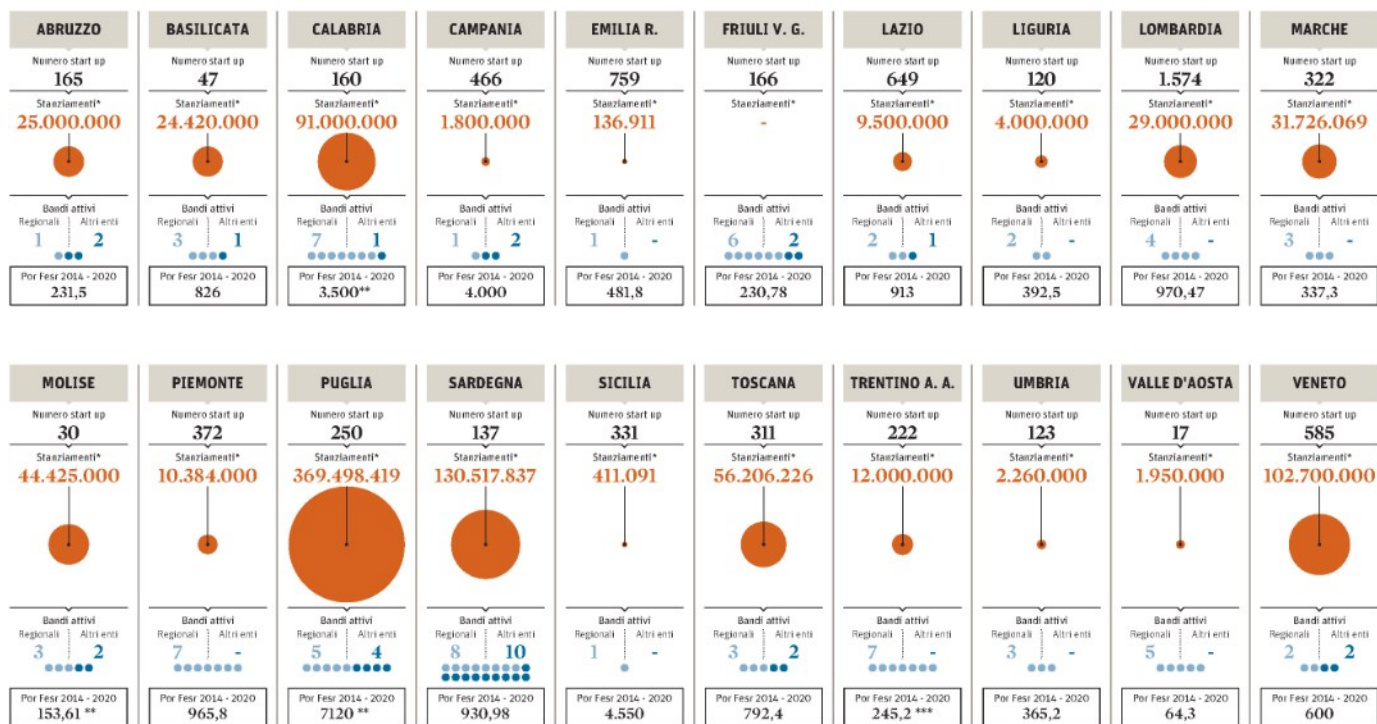 ABRUZZO
Numero start up
165
Stanziamenti*
25.000.000
Bandi attivi
Regionali Altri enti
1 2
Por Fesr 2014 - 2020
231,5
BASILICATA
Numero start up
47
Stanziamenti*
24.420.000
Bandi attivi
Regionali Altri enti
3 1
Por Fesr 2014 - 2020
826
CALABRIA
Numero start up
160
Stanziamenti*
91.000.000
Bandi attivi
Regionali Altri enti
7 1
Por Fesr 2014 - 2020
3.500**
CAMPANIA
Numero start up
466
Stanziamenti*
1.800.000
Bandi attivi
Regionali Altri enti
1 2
Por Fesr 2014 - 2020
4.000
EMILIA R.
Numero start up
759
Stanziamenti*
136.911
Bandi attivi
Regionali Altri enti
1 -
Por Fesr 2014 - 2020
481,8
FRIULI V. G.
Numero start up
166
Stanziamenti*
-
Bandi attivi
Regionali Altri enti
6 2
Por Fesr 2014 - 2020
230,78
LAZIO
Numero start up
649
Stanziamenti*
9.500.000
Bandi attivi
Regionali Altri enti
2 1
Por Fesr 2014 - 2020
913
LIGURIA
Numero start up
120
Stanziamenti*
4.000.000
Bandi attivi
Regionali Altri enti
2 -
Por Fesr 2014 - 2020
392,5
LOMBARDIA
Numero start up
1.574
Stanziamenti*
29.000.000
Bandi attivi
Regionali Altri enti
4 -
Por Fesr 2014 - 2020
970,47
MARCHE
Numero start up
322
Stanziamenti*
31.726.069
Bandi attivi
Regionali Altri enti
3 -
Por Fesr 2014 - 2020
337,3
MOLISE
Numero start up
30
Stanziamenti*
44.425.000
Bandi attivi
Regionali Altri enti
3 2
Por Fesr 2014 - 2020
153,61 **
PIEMONTE
Numero start up
372
Stanziamenti*
10.384.000
Bandi attivi
Regionali Altri enti
7 -
Por Fesr 2014 - 2020
965,8
PUGLIA
Numero start up
250
Stanziamenti*
369.498.419
Bandi attivi
Regionali Altri enti
5 4
Por Fesr 2014 - 2020
7120 **
SARDEGNA
Numero start up
137
Stanziamenti*
130.517.837
Bandi attivi
Regionali Altri enti
8 10
Por Fesr 2014 - 2020
930,98
SICILIA
Numero start up
331
Stanziamenti*
411.091
Bandi attivi
Regionali Altri enti
1 -
Por Fesr 2014 - 2020
4.550
TOSCANA
Numero start up
311
Stanziamenti*
56.206.226
Bandi attivi
Regionali Altri enti
3 2
Por Fesr 2014 - 2020
792,4
TRENTINO A. A.
Numero start up
222
Stanziamenti*
12.000.000
Bandi attivi
Regionali Altri enti
7 -
Por Fesr 2014 - 2020
245,2 ***
UMBRIA
Numero start up
123
Stanziamenti*
2.260.000
Bandi attivi
Regionali Altri enti
3 -
Por Fesr 2014 - 2020
365,2
VALLE D'AOSTA
Numero start up
17
Stanziamenti*
1.950.000
Bandi attivi
Regionali Altri enti
5 -
Por Fesr 2014 - 2020
64,3
VENETO
Numero start up
585
Stanziamenti*
102.700.000
Bandi attivi
Regionali Altri enti
2 2
Por Fesr 2014 - 2020
600